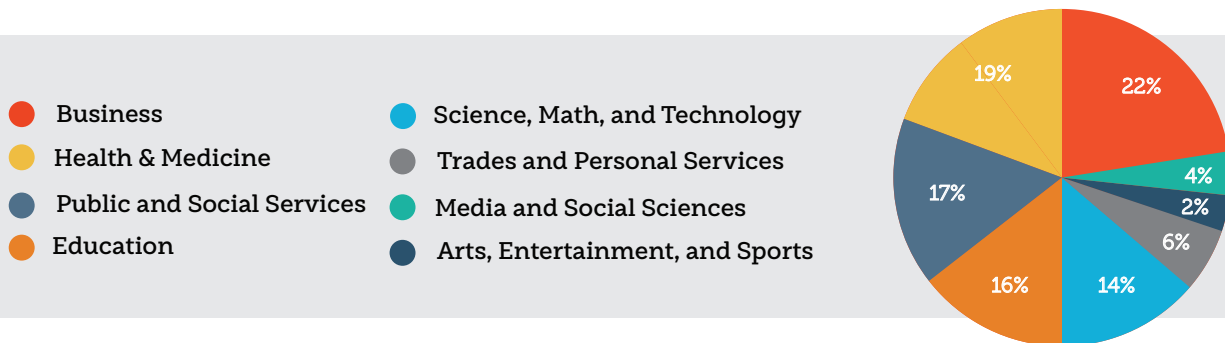 Business
Health & Medicine
Public and Social Services
Education
Science, Math, and Technology
Trades and Personal Services
Media and Social Sciences
Arts, Entertainment, and Sports
19%
22%
4%
17%
2%
6%
16%
14%